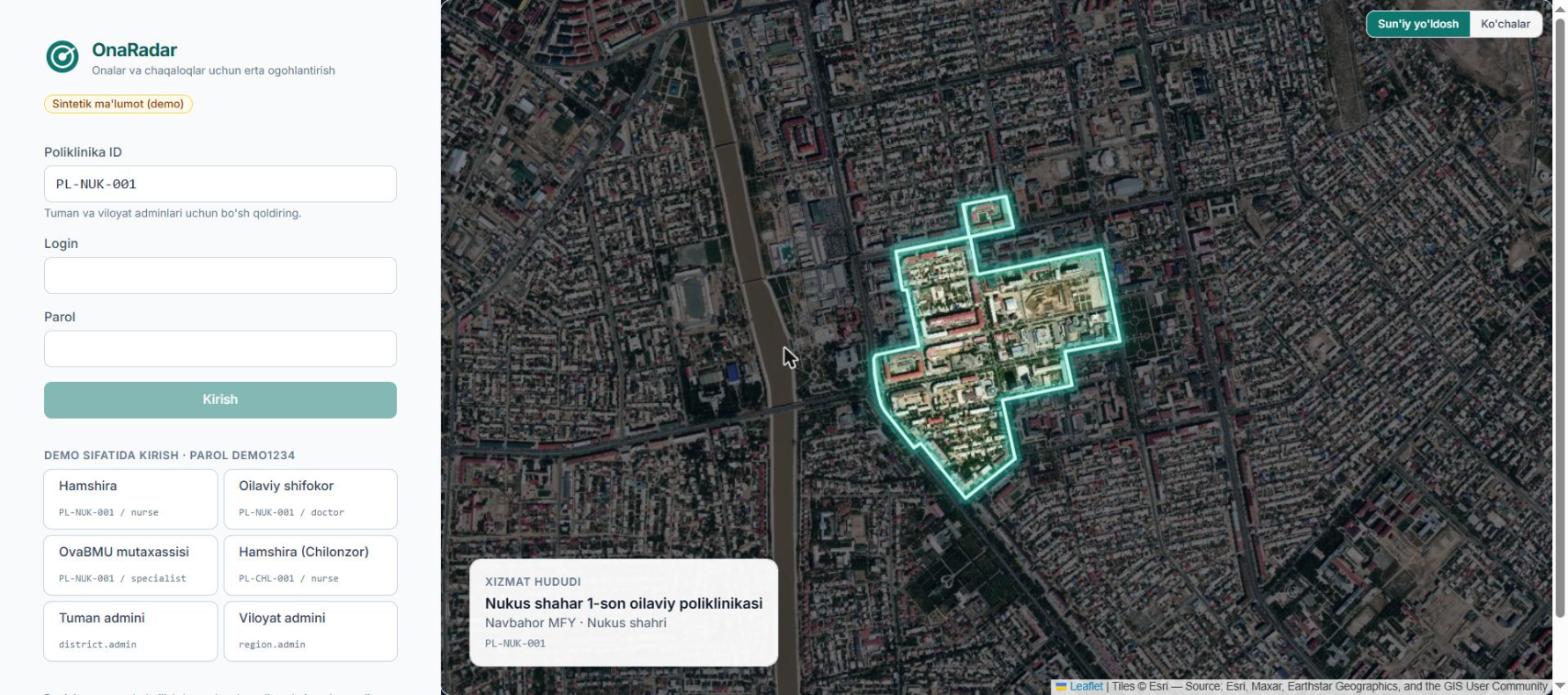 OnaRadar
Onalar va chaqaloqlar uchun erta ogohlantirish
Sintetik ma'lumot (demo)
Poliklinika ID
PL-NUK-001
Tuman va viloyat adminlari uchun bo'sh qoldiring.
Login
Parol
Kirish
DEMO SIFATIDA KIRISH · PAROL DEMO1234
Hamshira
PL-NUK-001 / nurse
Oilaviy shifokor
PL-NUK-001 / doctor
OvaBMU mutaxassisi
PL-NUK-001 / specialist
Hamshira (Chilonzor)
PL-CHL-001 / nurse
Tuman admini
district.admin
Viloyat admini
region.admin
Sun'iy yo'ldosh
Ko'chalar
XIZMAT HUDUDI
Nukus shahar 1-son oilaviy poliklinikasi
Navbahor MFY · Nukus shahri
PL-NUK-001
Leaflet | Tiles © Esri — Source: Esri, Maxar, Earthstar Geographics, and the GIS User Community